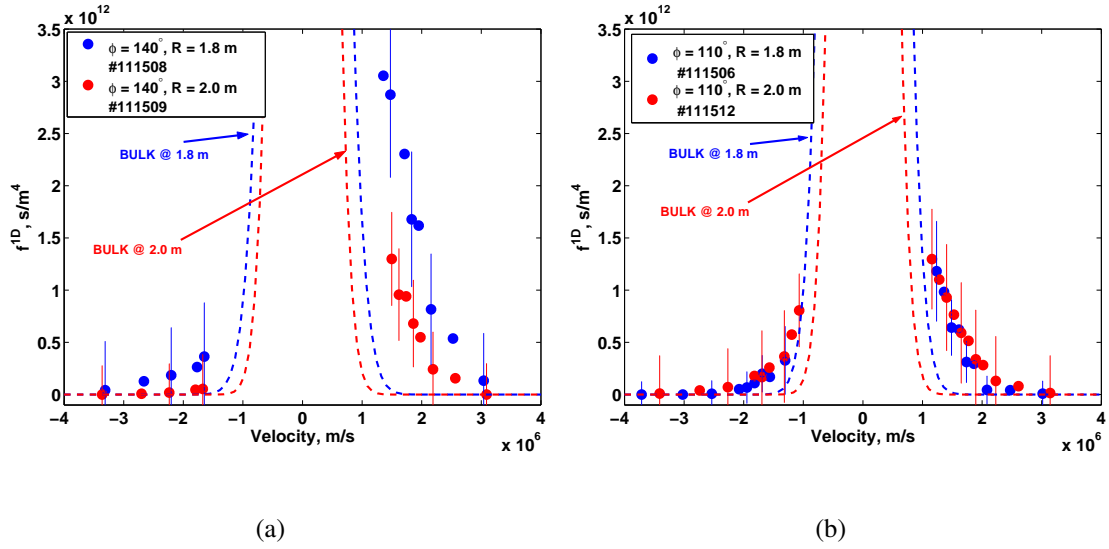 x 10^12
3.5
3
2.5
2
1.5
1
0.5
0
f^1D, s/m^4
ϕ = 140°, R = 1.8 m
#111508
ϕ = 140°, R = 2.0 m
#111509
BULK @ 1.8 m
BULK @ 2.0 m
−4 −3 −2 −1 0 1 2 3 4
Velocity, m/s
x 10^6
(a)
x 10^12
3.5
3
2.5
2
1.5
1
0.5
0
f^1D, s/m^4
ϕ = 110°, R = 1.8 m
#111506
ϕ = 110°, R = 2.0 m
#111512
BULK @ 1.8 m
BULK @ 2.0 m
−4 −3 −2 −1 0 1 2 3 4
Velocity, m/s
x 10^6
(b)